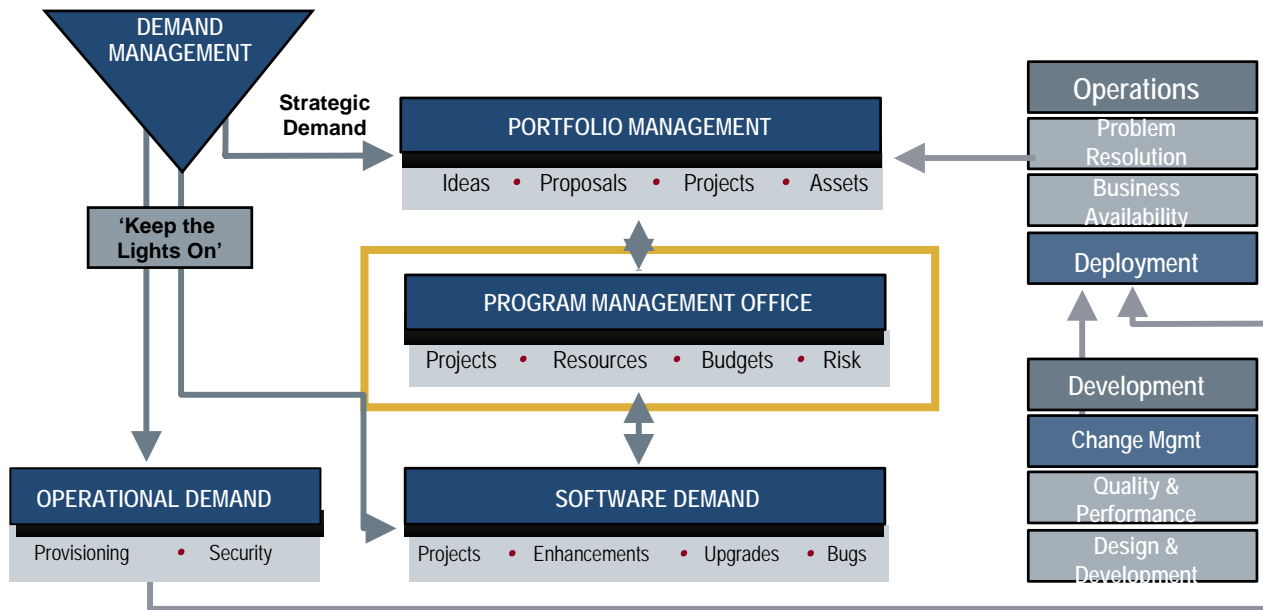 DEMAND
MANAGEMENT
Strategic
Demand
'Keep the
Lights On'
PORTFOLIO MANAGEMENT
Ideas • Proposals • Projects • Assets
PROGRAM MANAGEMENT OFFICE
Projects • Resources • Budgets • Risk
OPERATIONAL DEMAND
Provisioning • Security
SOFTWARE DEMAND
Projects • Enhancements • Upgrades • Bugs
Operations
Problem
Resolution
Business
Availability
Deployment
Development
Change Mgmt
Quality &
Performance
Design &
Development